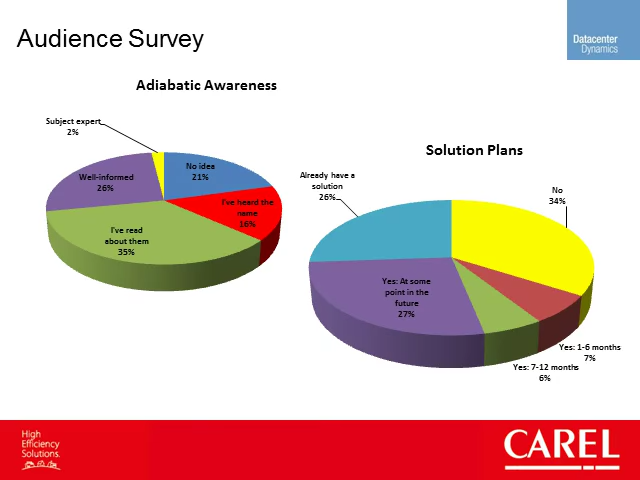 Audience Survey
Datacenter
Dynamics
Adiabatic Awareness
Subject expert
2%
No idea
21%
Well-informed
26%
I've heard the
name
16%
I've read
about them
35%
Solution Plans
Already have a
solution
26%
No
34%
Yes: At some
point in the
future
27%
Yes: 1-6 months
7%
Yes: 7-12 months
6%
High
Efficiency
Solutions.
CAREL